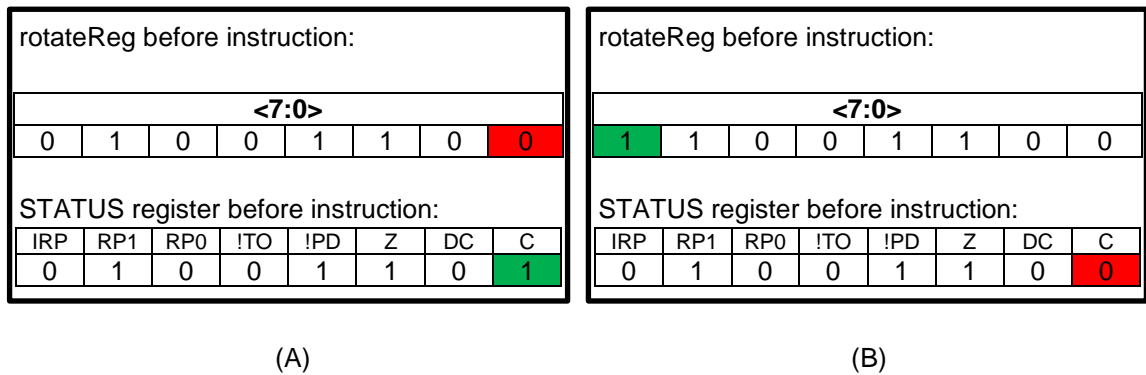 rotateReg before instruction:
<7:0>
0 1 0 0 1 1 0 0
STATUS register before instruction:
IRP RP1 RP0 !TO !PD Z DC C
0 1 0 0 1 1 0 1
(A)
rotateReg before instruction:
<7:0>
1 1 0 0 1 1 0 0
STATUS register before instruction:
IRP RP1 RP0 !TO !PD Z DC C
0 1 0 0 1 1 0 0
(B)